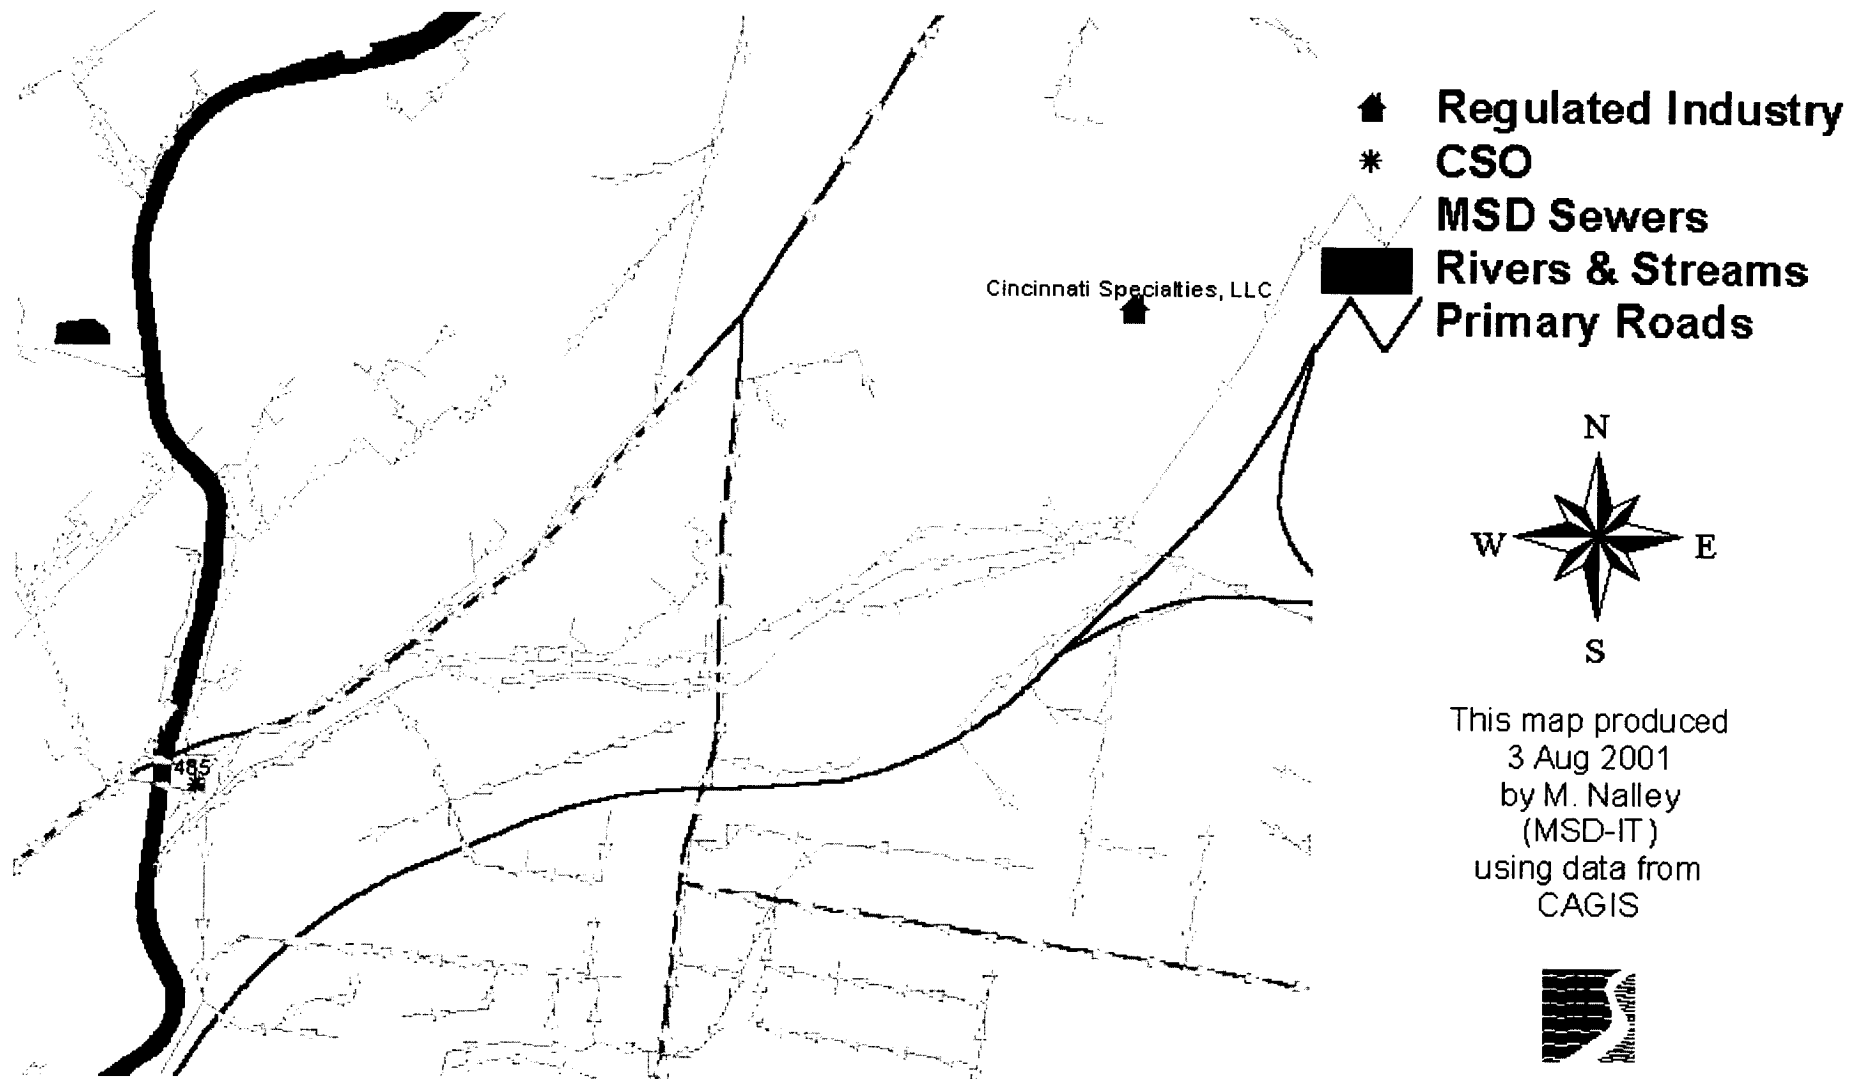 Regulated Industry
CSO
MSD Sewers
Rivers & Streams
Primary Roads
Cincinnati Specialties, LLC
485
N
W
E
S
This map produced
3 Aug 2001
by M. Nalley
(MSD-IT)
using data from
CAGIS